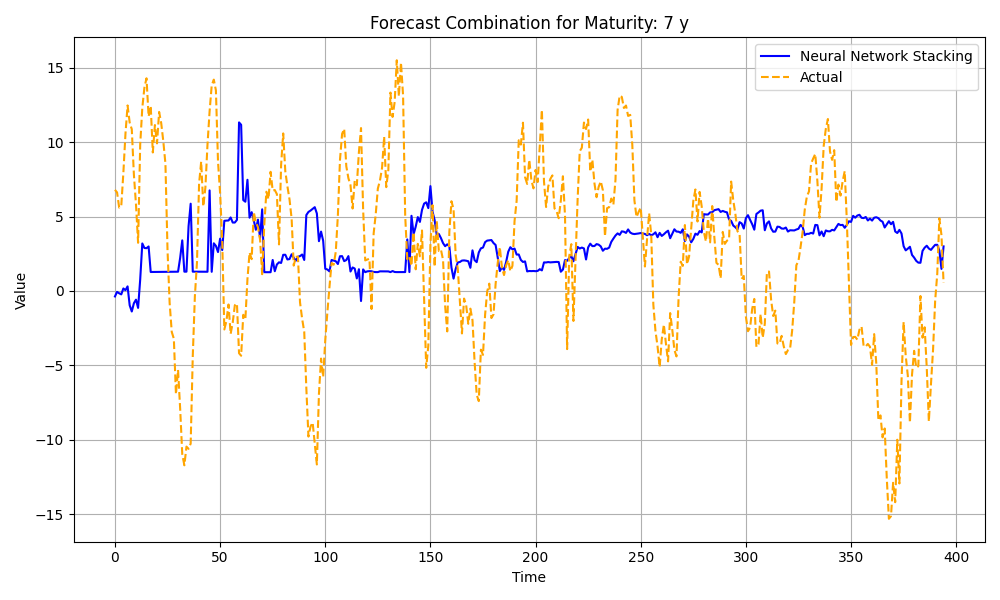 Forecast Combination for Maturity: 7 y
Neural Network Stacking
Actual
Value
15
10
5
0
−5
−10
−15
0 50 100 150 200 250 300 350 400
Time